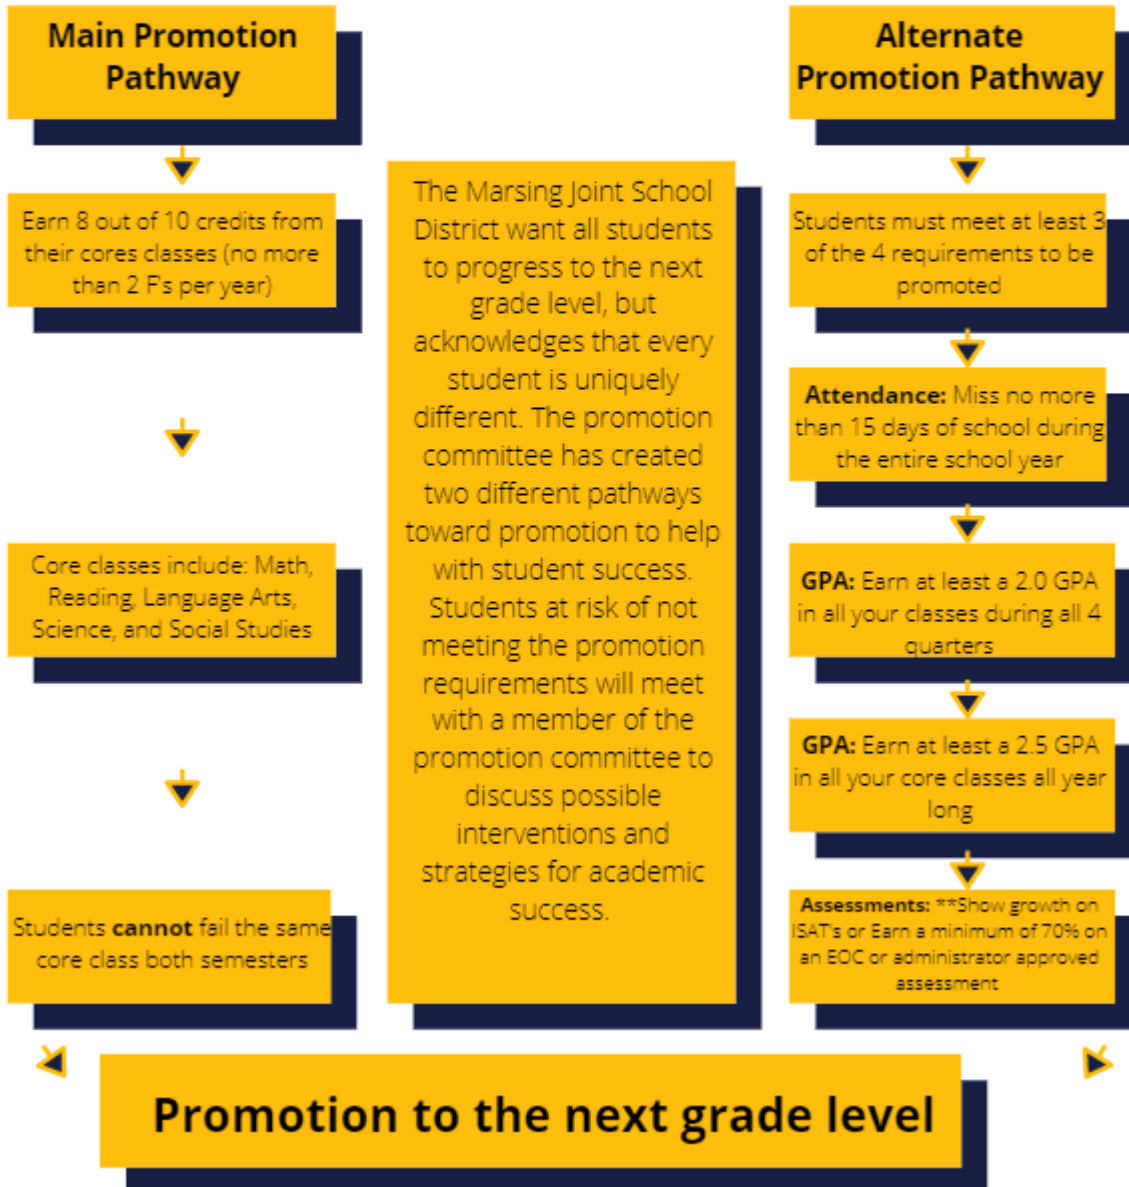 Main Promotion
Pathway
Earn 8 out of 10 credits from
their cores classes (no more
than 2 F's per year)
Core classes include: Math,
Reading, Language Arts,
Science, and Social Studies
Students cannot fail the same
core class both semesters
The Marsing Joint School
District want all students
to progress to the next
grade level, but
acknowledges that every
student is uniquely
different. The promotion
committee has created
two different pathways
toward promotion to help
with student success.
Students at risk of not
meeting the promotion
requirements will meet
with a member of the
promotion committee to
discuss possible
interventions and
strategies for academic
success.
Alternate
Promotion Pathway
Students must meet at least 3
of the 4 requirements to be
promoted
Attendance: Miss no more
than 15 days of school during
the entire school year
GPA: Earn at least a 2.0 GPA
in all your classes during all 4
quarters
GPA: Earn at least a 2.5 GPA
in all your core classes all year
long
Assessments: **Show growth on
ISAT's or Earn a minimum of 70% on
an EOC or administrator approved
assessment
Promotion to the next grade level